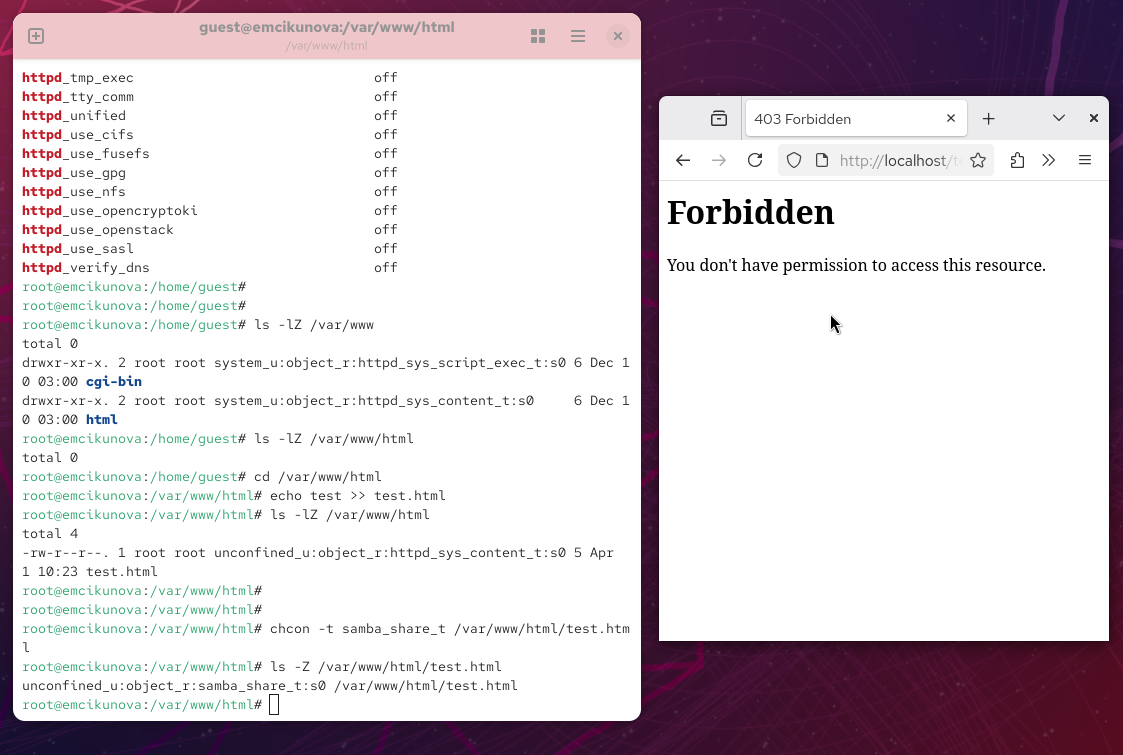 guest@emcikunova:/var/www/html
/var/www/html
httpd_tmp_exec off
httpd_tty_comm off
httpd_unified off
httpd_use_cifs off
httpd_use_fusefs off
httpd_use_gpg off
httpd_use_nfs off
httpd_use_opencryptoki off
httpd_use_openstack off
httpd_use_sasl off
httpd_verify_dns off
root@emcikunova:/home/guest#
root@emcikunova:/home/guest#
root@emcikunova:/home/guest# ls -lZ /var/www
total 0
drwxr-xr-x. 2 root root system_u:object_r:httpd_sys_script_exec_t:s0 6 Dec 1
0 03:00 cgi-bin
drwxr-xr-x. 2 root root system_u:object_r:httpd_sys_content_t:s0 6 Dec 1
0 03:00 html
root@emcikunova:/home/guest# ls -lZ /var/www/html
total 0
root@emcikunova:/home/guest# cd /var/www/html
root@emcikunova:/var/www/html# echo test >> test.html
root@emcikunova:/var/www/html# ls -lZ /var/www/html
total 4
-rw-r--r--. 1 root root unconfined_u:object_r:httpd_sys_content_t:s0 5 Apr
1 10:23 test.html
root@emcikunova:/var/www/html#
root@emcikunova:/var/www/html#
root@emcikunova:/var/www/html# chcon -t samba_share_t /var/www/html/test.htm
l
root@emcikunova:/var/www/html# ls -Z /var/www/html/test.html
unconfined_u:object_r:samba_share_t:s0 /var/www/html/test.html
root@emcikunova:/var/www/html#
403 Forbidden
http://localhost/t
Forbidden
You don't have permission to access this resource.